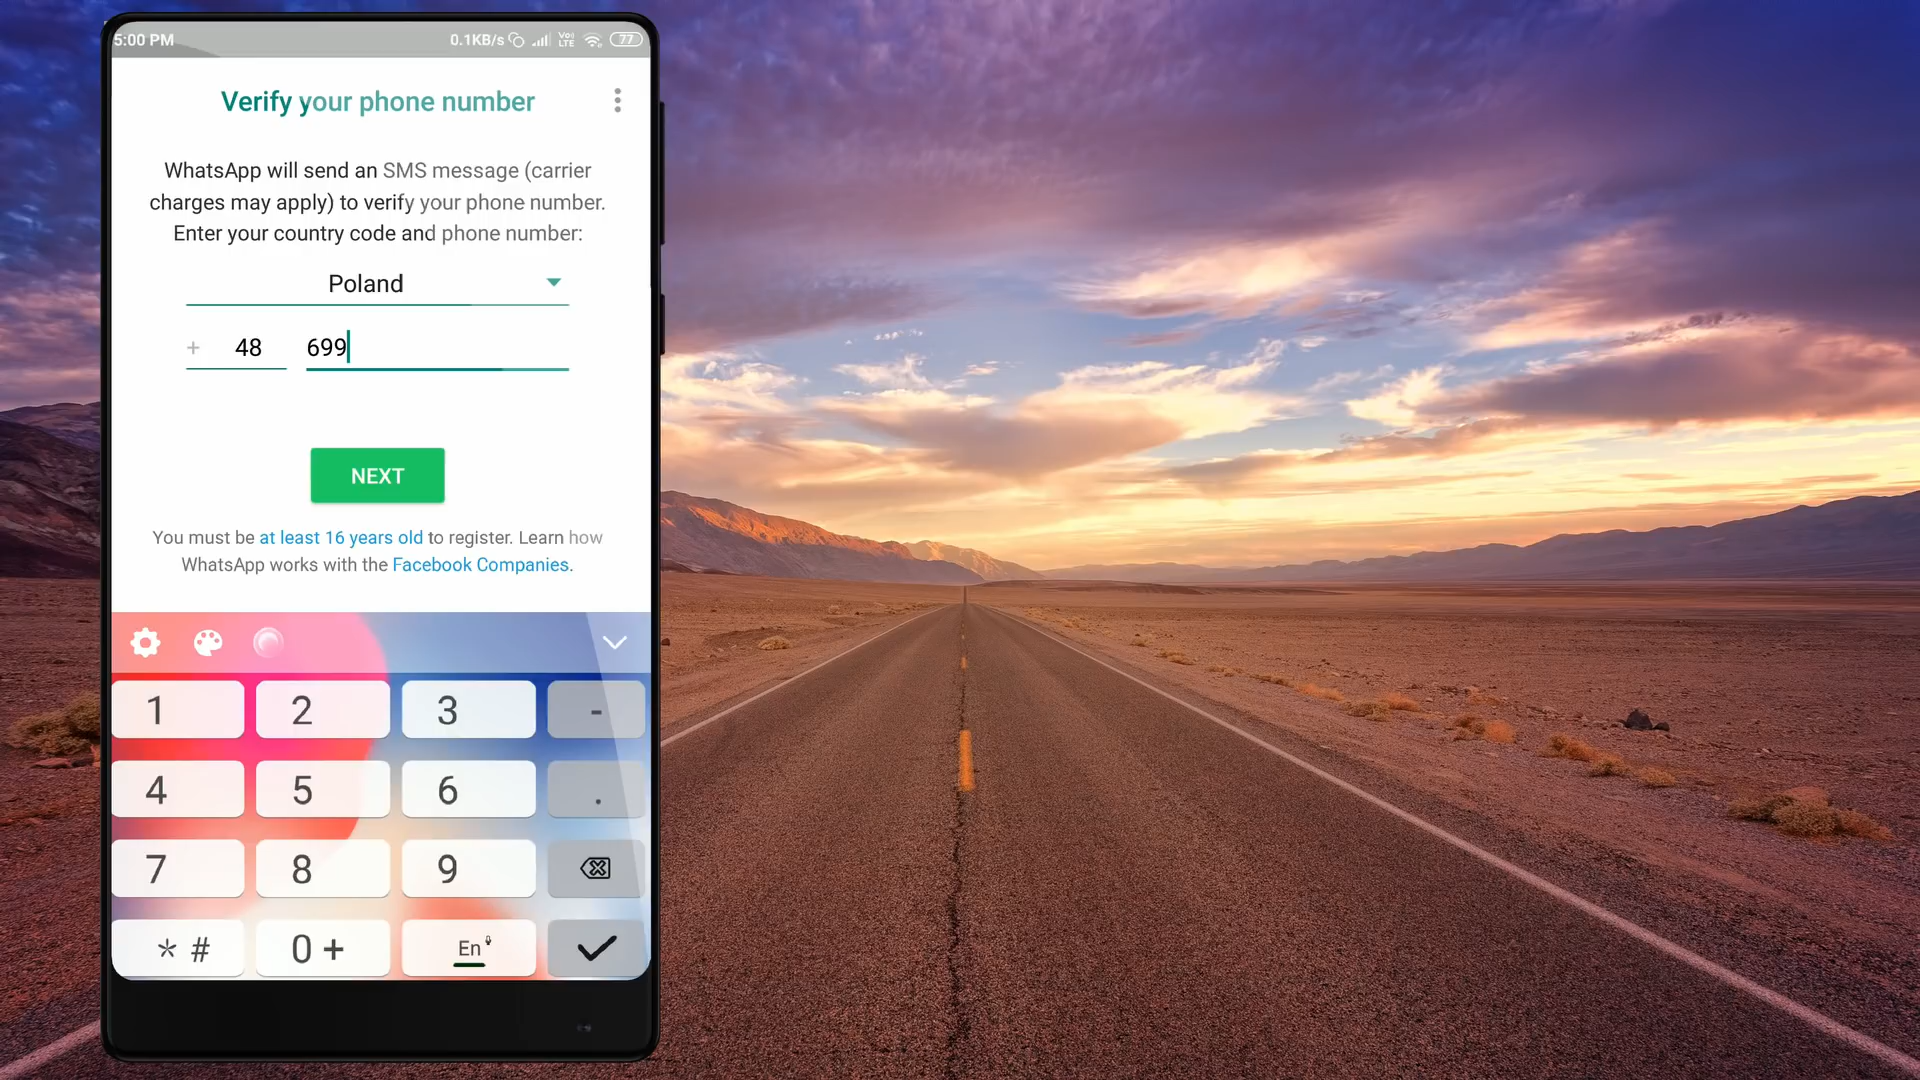 5:00 PM
0.1KB/s Vo) LTE 77
Verify your phone number
WhatsApp will send an SMS message (carrier
charges may apply) to verify your phone number.
Enter your country code and phone number:
Poland
+ 48 699
NEXT
You must be at least 16 years old to register. Learn how
WhatsApp works with the Facebook Companies.
1 2 3 -
4 5 6 .
7 8 9
* # 0 + En